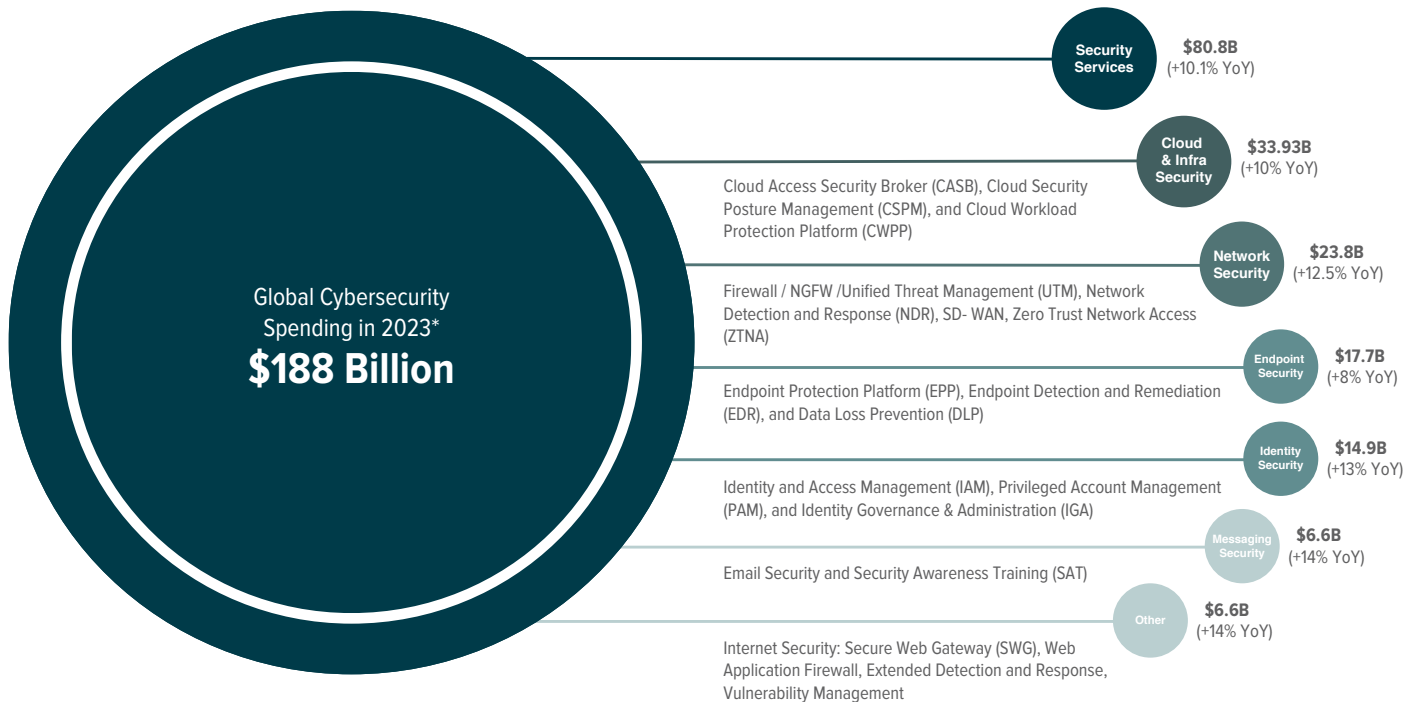 Global Cybersecurity
Spending in 2023*
$188 Billion
Security
Services
$80.8B
(+10.1% YoY)
Cloud
& Infra
Security
$33.93B
(+10% YoY)
Cloud Access Security Broker (CASB), Cloud Security
Posture Management (CSPM), and Cloud Workload
Protection Platform (CWPP)
Network
Security
$23.8B
(+12.5% YoY)
Firewall / NGFW /Unified Threat Management (UTM), Network
Detection and Response (NDR), SD- WAN, Zero Trust Network Access
(ZTNA)
Endpoint
Security
$17.7B
(+8% YoY)
Endpoint Protection Platform (EPP), Endpoint Detection and Remediation
(EDR), and Data Loss Prevention (DLP)
Identity
Security
$14.9B
(+13% YoY)
Identity and Access Management (IAM), Privileged Account Management
(PAM), and Identity Governance & Administration (IGA)
Messaging
Security
$6.6B
(+14% YoY)
Email Security and Security Awareness Training (SAT)
Other
$6.6B
(+14% YoY)
Internet Security: Secure Web Gateway (SWG), Web
Application Firewall, Extended Detection and Response,
Vulnerability Management